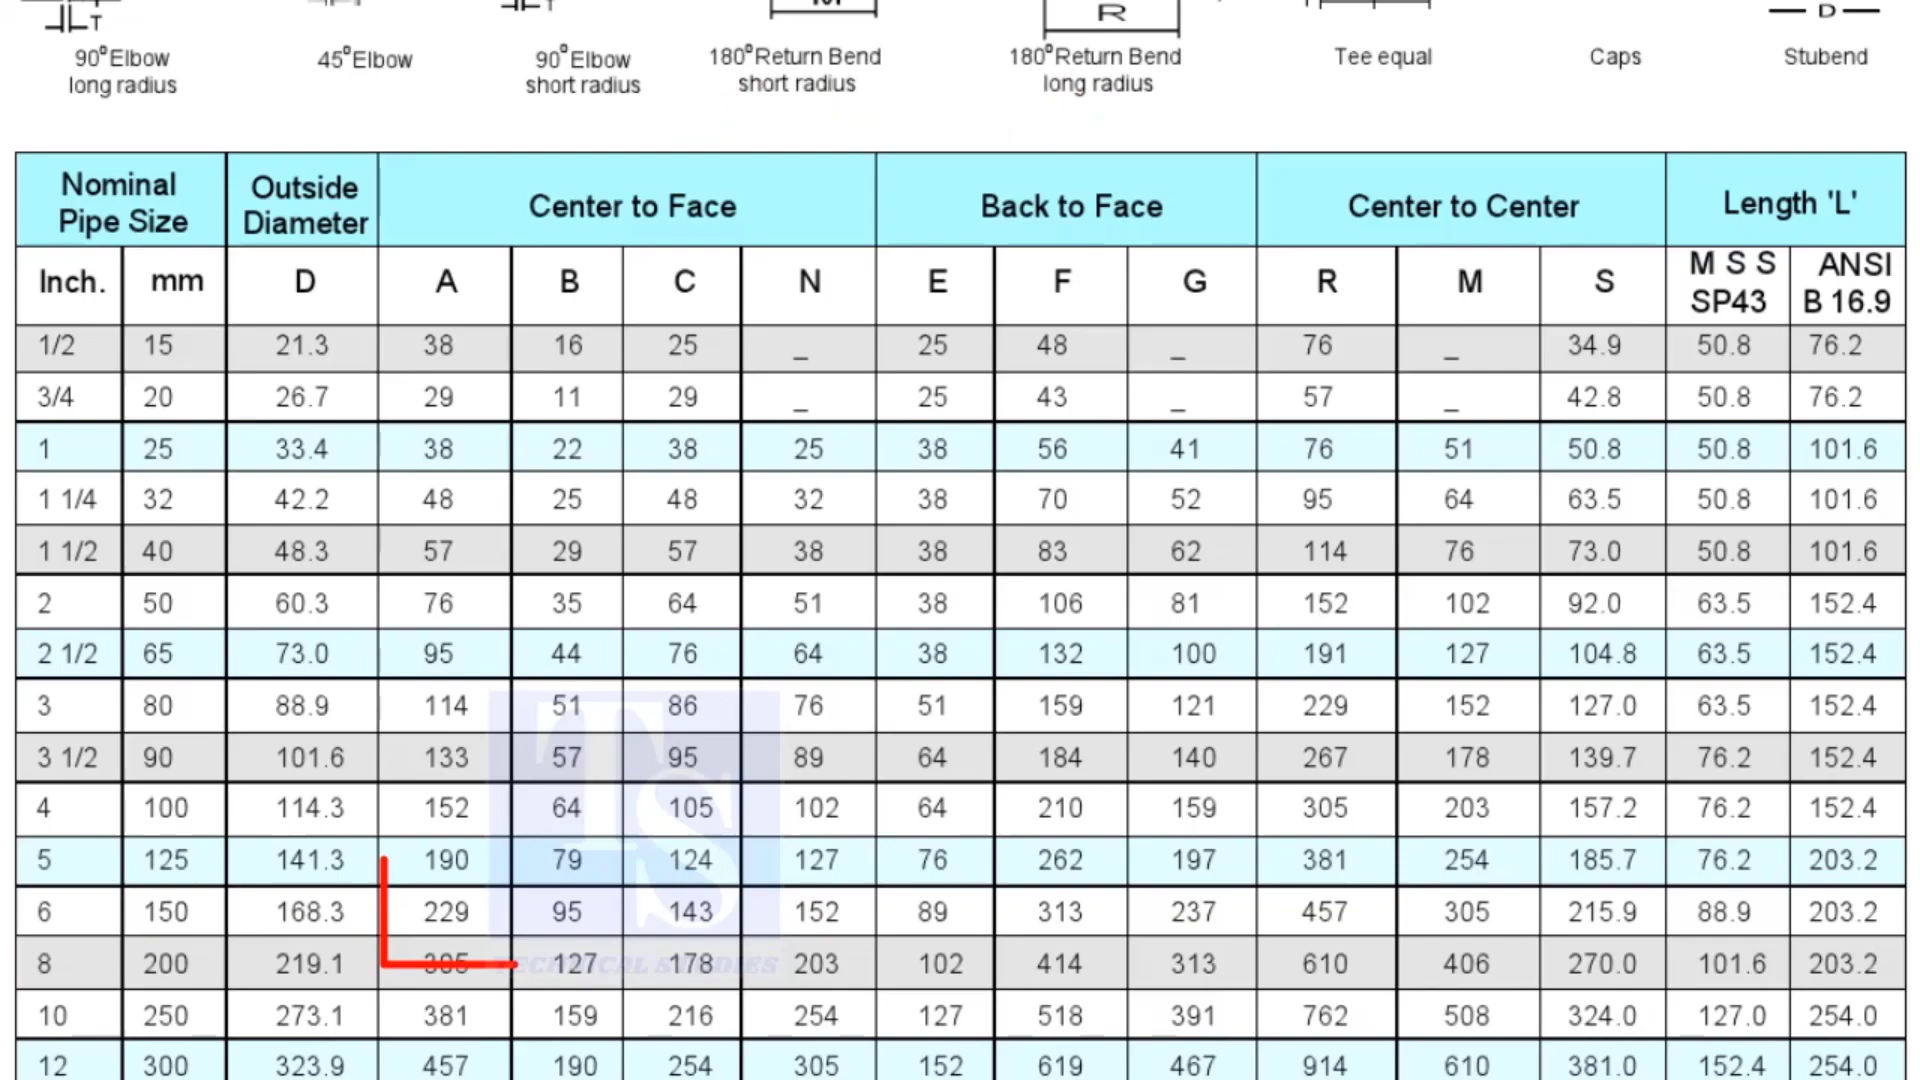 T T R D
90°Elbow 45°Elbow 90°Elbow 180°Return Bend 180°Return Bend Tee equal Caps Stubend
long radius short radius short radius long radius
Nominal Pipe Size Outside Diameter Center to Face Back to Face Center to Center Length 'L'
Inch. mm D A B C N E F G R M S M S S SP43 ANSI B 16.9
1/2 15 21.3 38 16 25 _ 25 48 _ 76 _ 34.9 50.8 76.2
3/4 20 26.7 29 11 29 _ 25 43 _ 57 _ 42.8 50.8 76.2
1 25 33.4 38 22 38 25 38 56 41 76 51 50.8 50.8 101.6
1 1/4 32 42.2 48 25 48 32 38 70 52 95 64 63.5 50.8 101.6
1 1/2 40 48.3 57 29 57 38 38 83 62 114 76 73.0 50.8 101.6
2 50 60.3 76 35 64 51 38 106 81 152 102 92.0 63.5 152.4
2 1/2 65 73.0 95 44 76 64 38 132 100 191 127 104.8 63.5 152.4
3 80 88.9 114 51 86 76 51 159 121 229 152 127.0 63.5 152.4
3 1/2 90 101.6 133 57 95 89 64 184 140 267 178 139.7 76.2 152.4
4 100 114.3 152 64 105 102 64 210 159 305 203 157.2 76.2 152.4
5 125 141.3 190 79 124 127 76 262 197 381 254 185.7 76.2 203.2
6 150 168.3 229 95 143 152 89 313 237 457 305 215.9 88.9 203.2
8 200 219.1 127 178 203 102 414 313 610 406 270.0 101.6 203.2
10 250 273.1 381 159 216 254 127 518 391 762 508 324.0 127.0 254.0
12 300 323.9 457 190 254 305 152 619 467 914 610 381.0 152.4 254.0
TS
TECHNICAL STUDIES